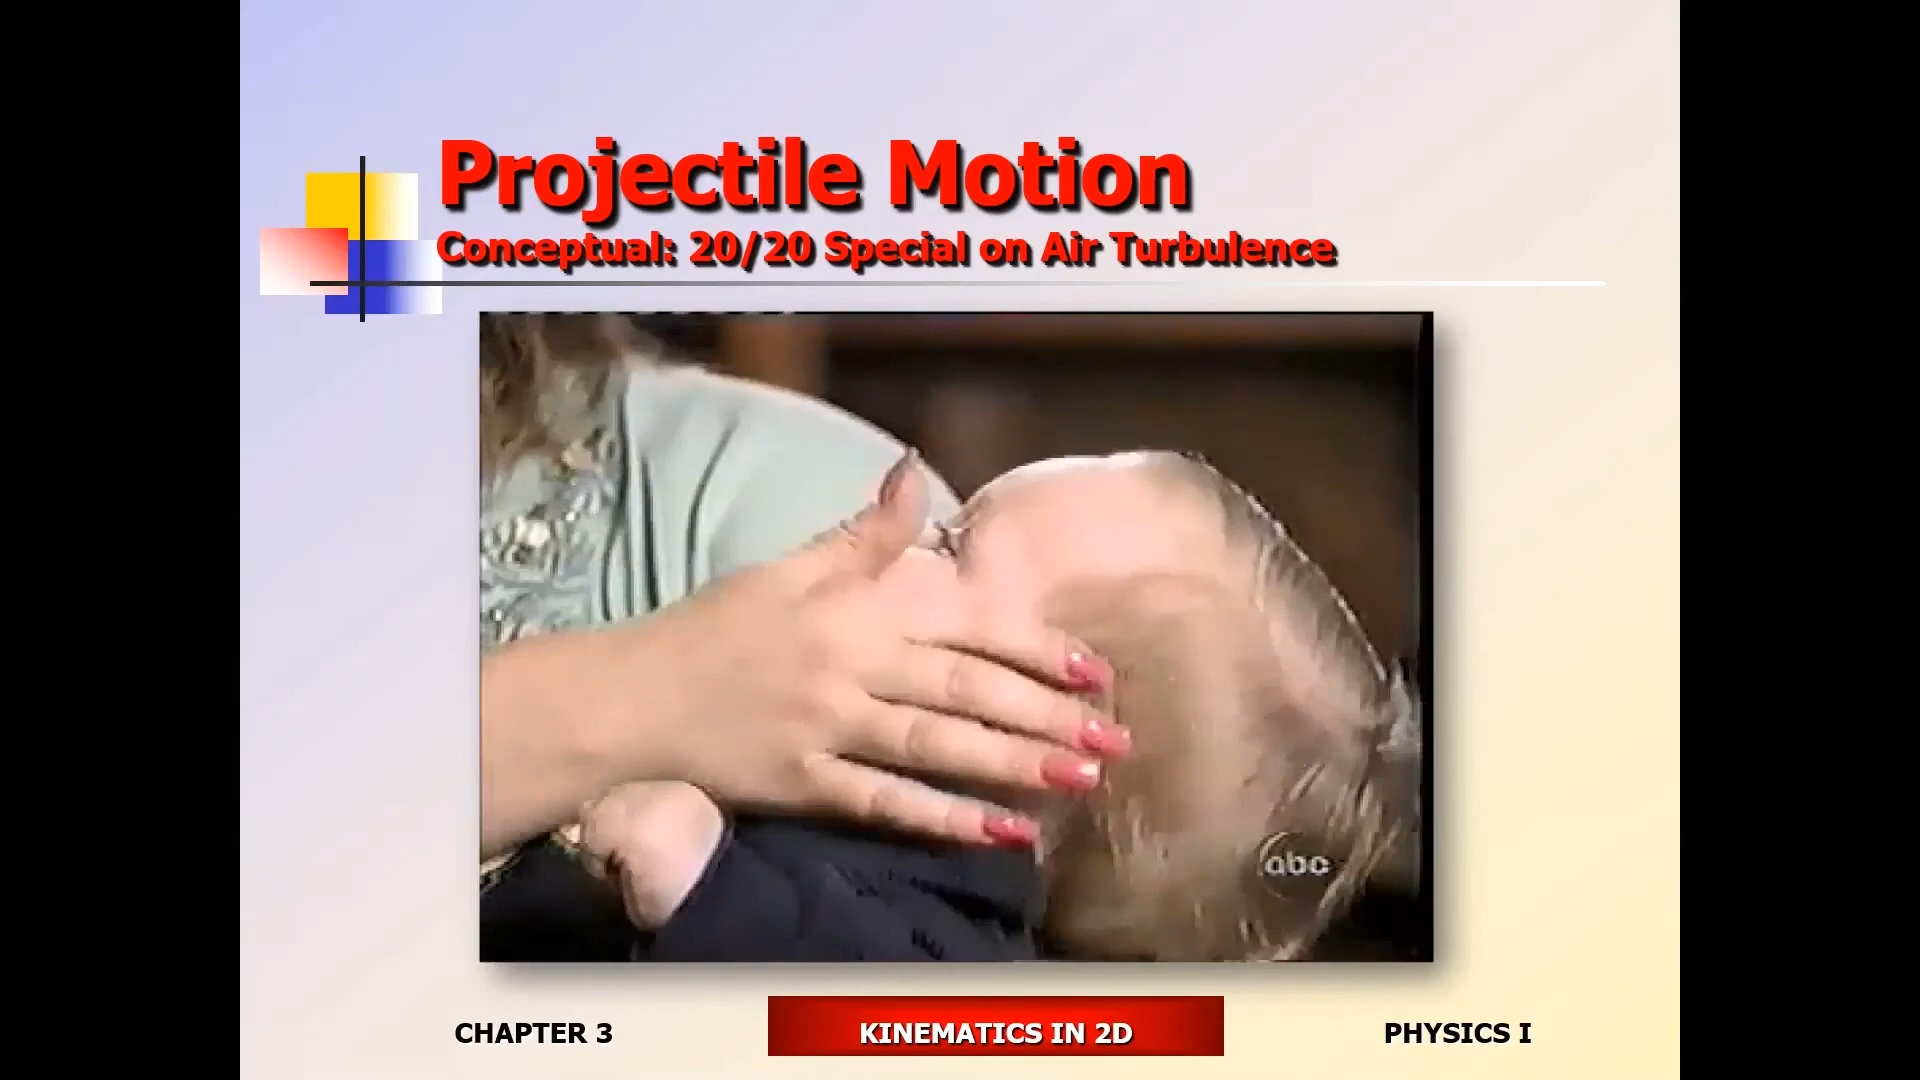 Projectile Motion
Conceptual: 20/20 Special on Air Turbulence
abc
CHAPTER 3
KINEMATICS IN 2D
PHYSICS I